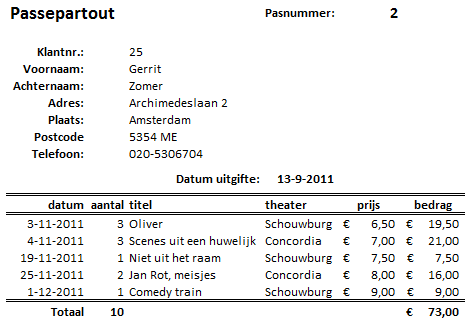 Passepartout Pasnummer: 2
Klantnr.: 25
Voornaam: Gerrit
Achternaam: Zomer
Adres: Archimedeslaan 2
Plaats: Amsterdam
Postcode 5354 ME
Telefoon: 020-5306704
Datum uitgifte: 13-9-2011
datum aantal titel theater prijs bedrag
3-11-2011 3 Oliver Schouwburg € 6,50 € 19,50
4-11-2011 3 Scenes uit een huwelijk Concordia € 7,00 € 21,00
19-11-2011 1 Niet uit het raam Schouwburg € 7,50 € 7,50
25-11-2011 2 Jan Rot, meisjes Concordia € 8,00 € 16,00
1-12-2011 1 Comedy train Schouwburg € 9,00 € 9,00
Totaal 10 € 73,00